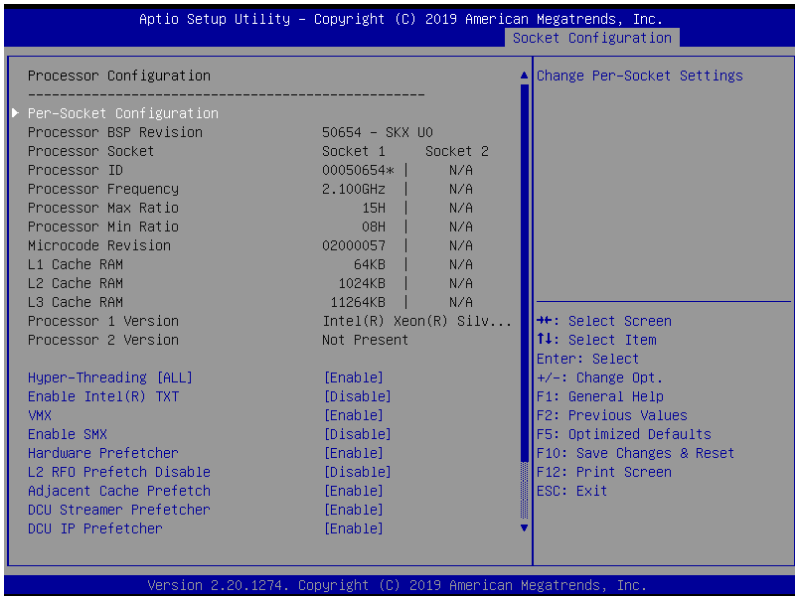 Aptio Setup Utility – Copyright (C) 2019 American Megatrends, Inc.
Socket Configuration
Processor Configuration
--------------------------------------------------
Per-Socket Configuration
Processor BSP Revision 50654 - SKX U0
Processor Socket Socket 1 Socket 2
Processor ID 00050654* | N/A
Processor Frequency 2.100GHz | N/A
Processor Max Ratio 15H | N/A
Processor Min Ratio 08H | N/A
Microcode Revision 02000057 | N/A
L1 Cache RAM 64KB | N/A
L2 Cache RAM 1024KB | N/A
L3 Cache RAM 11264KB | N/A
Processor 1 Version Intel(R) Xeon(R) Silv...
Processor 2 Version Not Present
Hyper-Threading [ALL] [Enable]
Enable Intel(R) TXT [Disable]
VMX [Enable]
Enable SMX [Disable]
Hardware Prefetcher [Enable]
L2 RFO Prefetch Disable [Disable]
Adjacent Cache Prefetch [Enable]
DCU Streamer Prefetcher [Enable]
DCU IP Prefetcher [Enable]
Change Per-Socket Settings
→←: Select Screen
↑↓: Select Item
Enter: Select
+/-: Change Opt.
F1: General Help
F2: Previous Values
F5: Optimized Defaults
F10: Save Changes & Reset
F12: Print Screen
ESC: Exit
Version 2.20.1274. Copyright (C) 2019 American Megatrends, Inc.